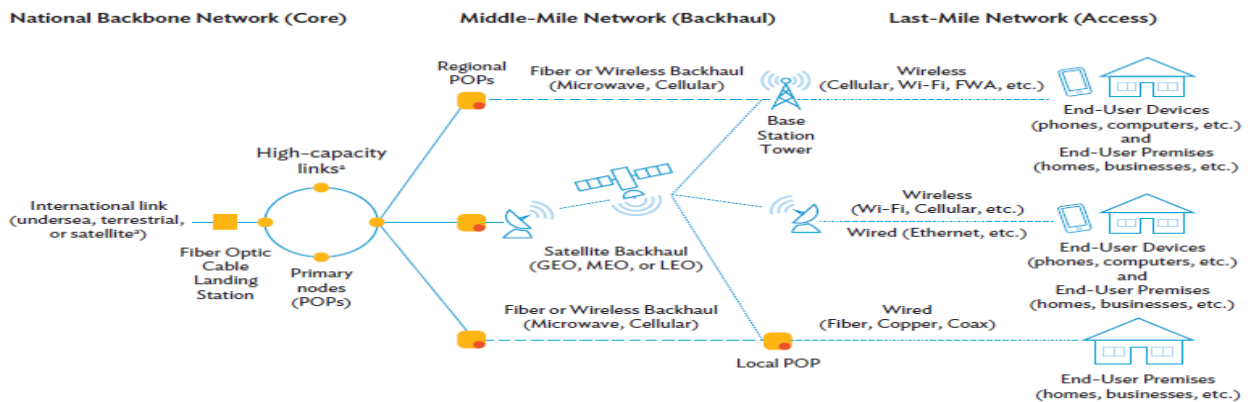 National Backbone Network (Core)
Middle-Mile Network (Backhaul)
Last-Mile Network (Access)
Regional
POPs
Fiber or Wireless Backhaul
(Microwave, Cellular)
Wireless
(Cellular, Wi-Fi, FWA, etc.)
Base
Station
Tower
End-User Devices
(phones, computers, etc.)
and
End-User Premises
(homes, businesses, etc.)
High-capacity
linksᵃ
International link
(undersea, terrestrial,
or satelliteᵃ)
Fiber Optic
Cable
Landing
Station
Primary
nodes
(POPs)
Satellite Backhaul
(GEO, MEO, or LEO)
Wireless
(Wi-Fi, Cellular, etc.)
Wired (Ethernet, etc.)
End-User Devices
(phones, computers, etc.)
and
End-User Premises
(homes, businesses, etc.)
Fiber or Wireless Backhaul
(Microwave, Cellular)
Local POP
Wired
(Fiber, Copper, Coax)
End-User Premises
(homes, businesses, etc.)